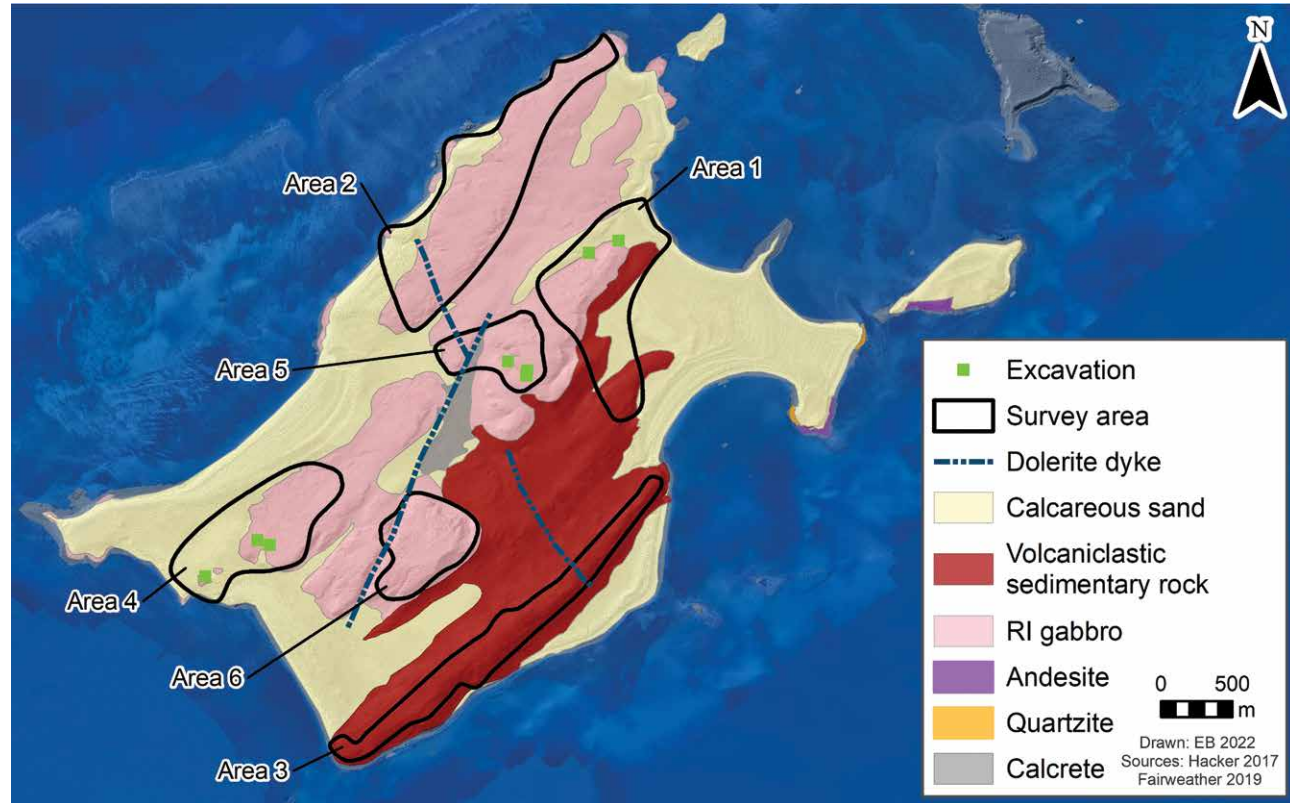 N
Area 1
Area 2
Area 5
Area 4
Area 6
Area 3
Excavation
Survey area
Dolerite dyke
Calcareous sand
Volcaniclastic
sedimentary rock
RI gabbro
Andesite
Quartzite
Calcrete
0 500
m
Drawn: EB 2022
Sources: Hacker 2017
Fairweather 2019